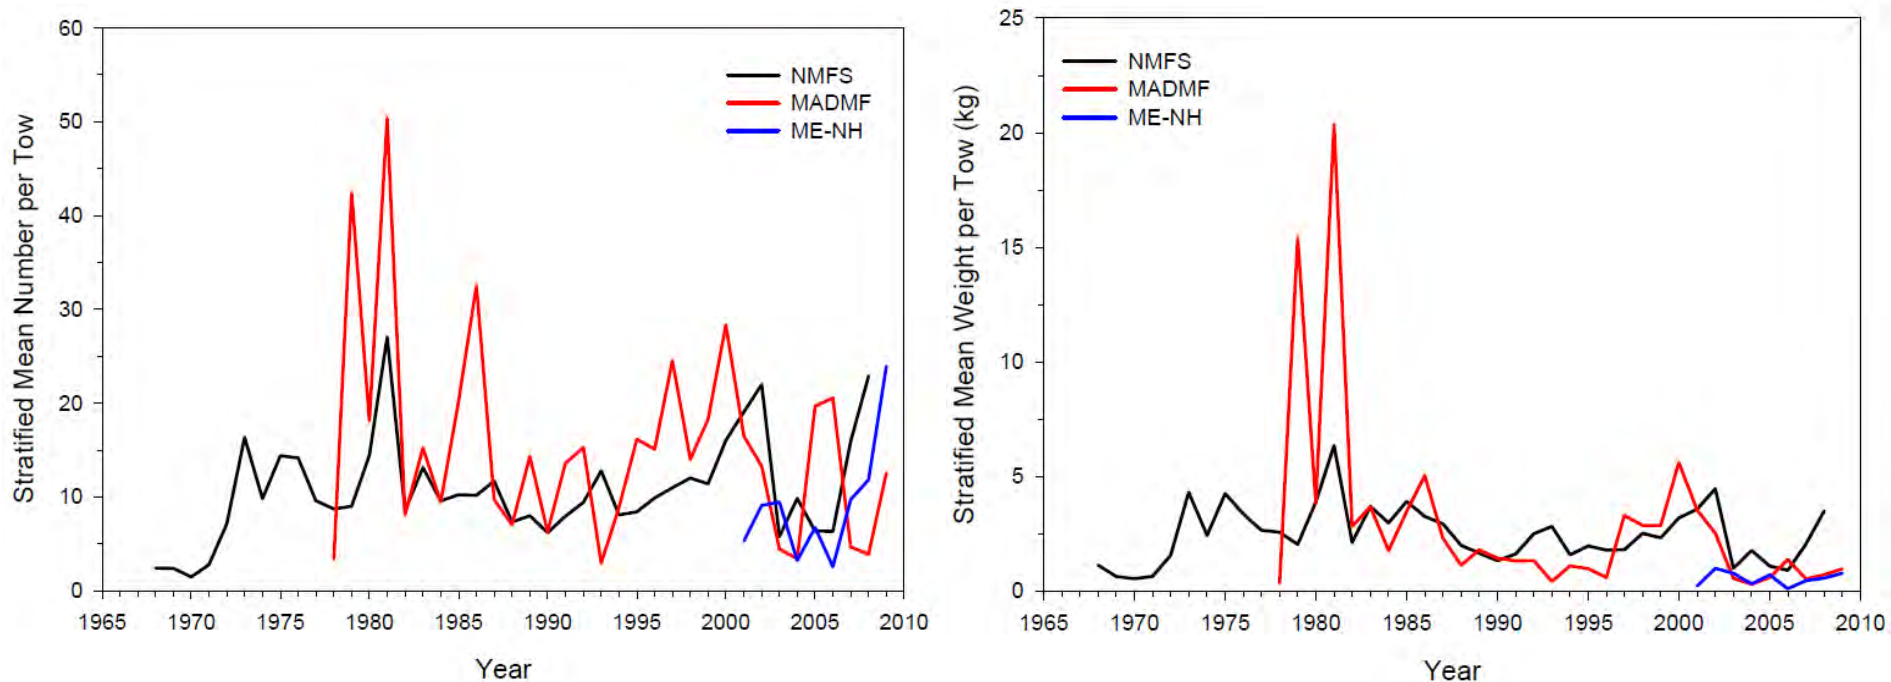 Stratified Mean Number per Tow
60
50
40
30
20
10
0
NMFS
MADMF
ME-NH
1965 1970 1975 1980 1985 1990 1995 2000 2005 2010
Year
Stratified Mean Weight per Tow (kg)
25
20
15
10
5
0
NMFS
MADMF
ME-NH
1965 1970 1975 1980 1985 1990 1995 2000 2005 2010
Year